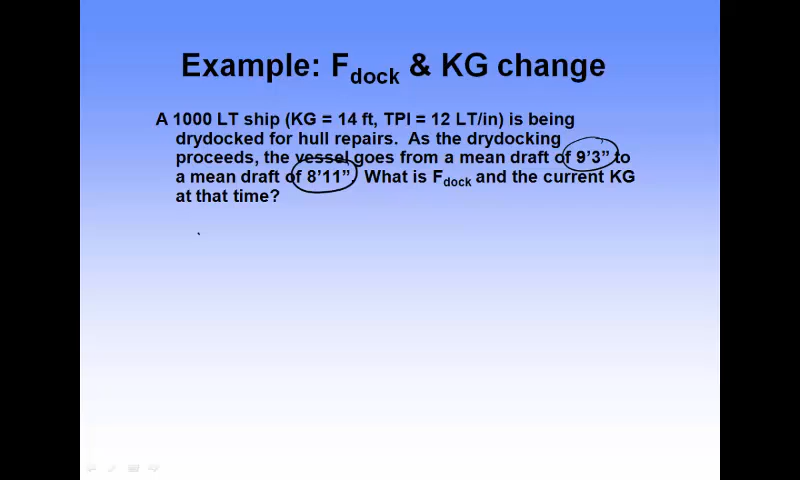 Example: Fdock & KG change
A 1000 LT ship (KG = 14 ft, TPI = 12 LT/in) is being
drydocked for hull repairs.  As the drydocking
proceeds, the vessel goes from a mean draft of 9’3” to
a mean draft of 8’11”.  What is Fdock and the current KG
at that time?